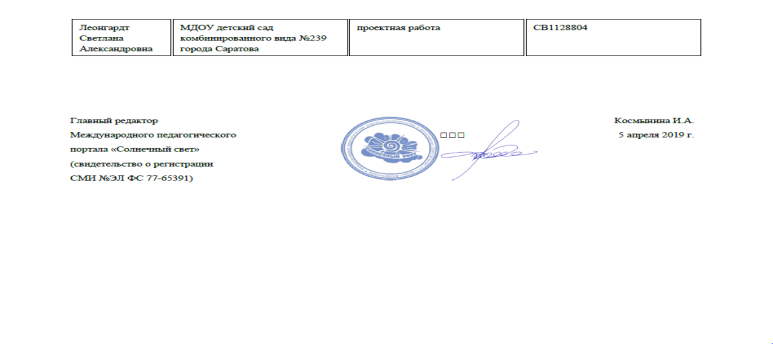 Леонгардт Светлана Александровна
МДОУ детский сад комбинированного вида №239 города Саратова
проектная работа
СВ1128804
Главный редактор
Международного педагогического
портала «Солнечный свет»
(свидетельство о регистрации
СМИ №ЭЛ ФС 77-65391)
Космынина И.А.
5 апреля 2019 г.